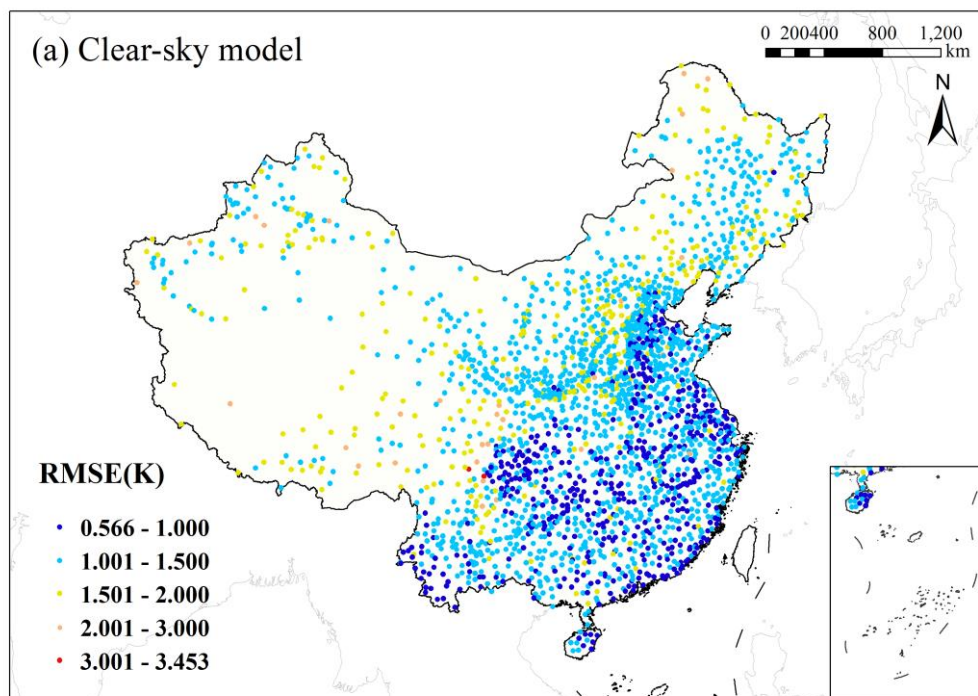 (a) Clear-sky model
0 200400 800 1,200
km
N
RMSE(K)
0.566 - 1.000
1.001 - 1.500
1.501 - 2.000
2.001 - 3.000
3.001 - 3.453